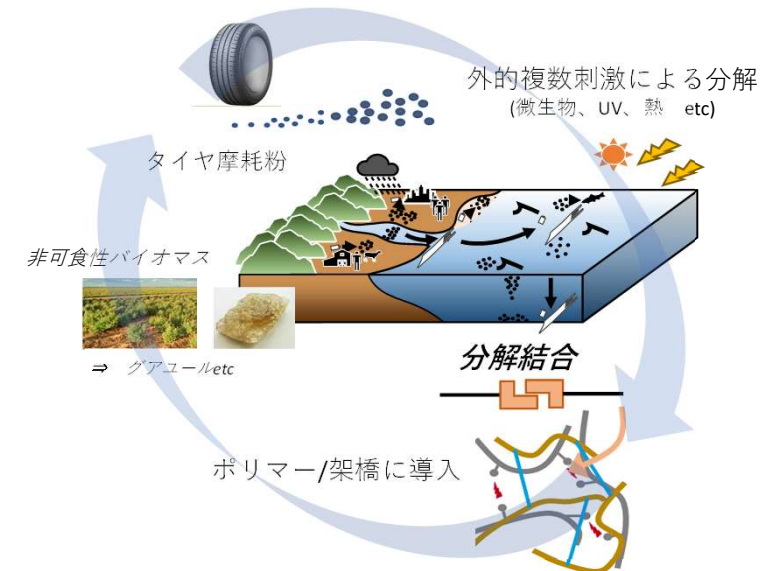 外的複数刺激による分解
(微生物、UV、熱 etc)
タイヤ摩耗粉
非可食性バイオマス
⇒ グアユールetc
分解結合
ポリマー/架橋に導入